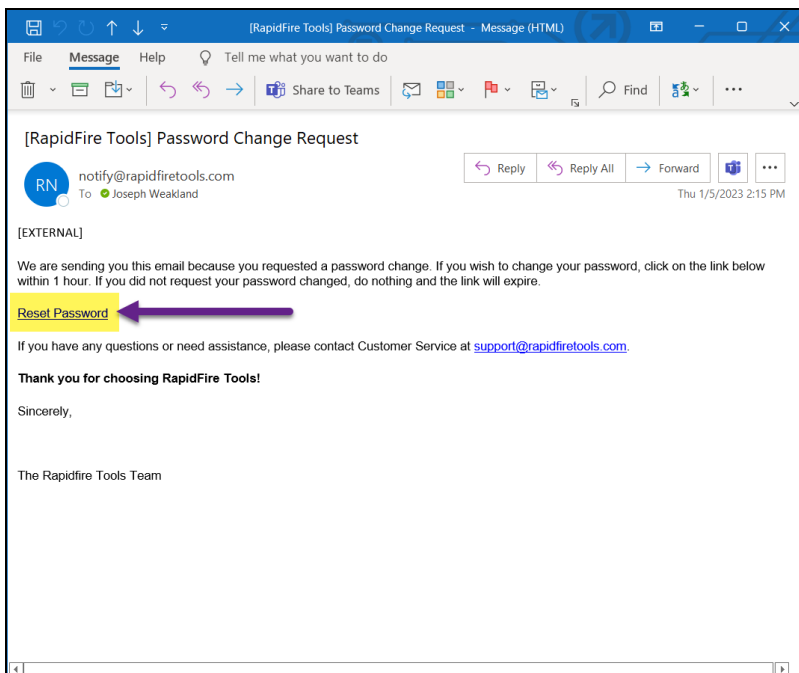 [RapidFire Tools] Password Change Request - Message (HTML)
File Message Help Tell me what you want to do
Share to Teams Find
[RapidFire Tools] Password Change Request
RN
notify@rapidfiretools.com
To Joseph Weakland
Reply Reply All Forward
Thu 1/5/2023 2:15 PM
[EXTERNAL]
We are sending you this email because you requested a password change. If you wish to change your password, click on the link below
within 1 hour. If you did not request your password changed, do nothing and the link will expire.
Reset Password
If you have any questions or need assistance, please contact Customer Service at support@rapidfiretools.com.
Thank you for choosing RapidFire Tools!
Sincerely,
The Rapidfire Tools Team